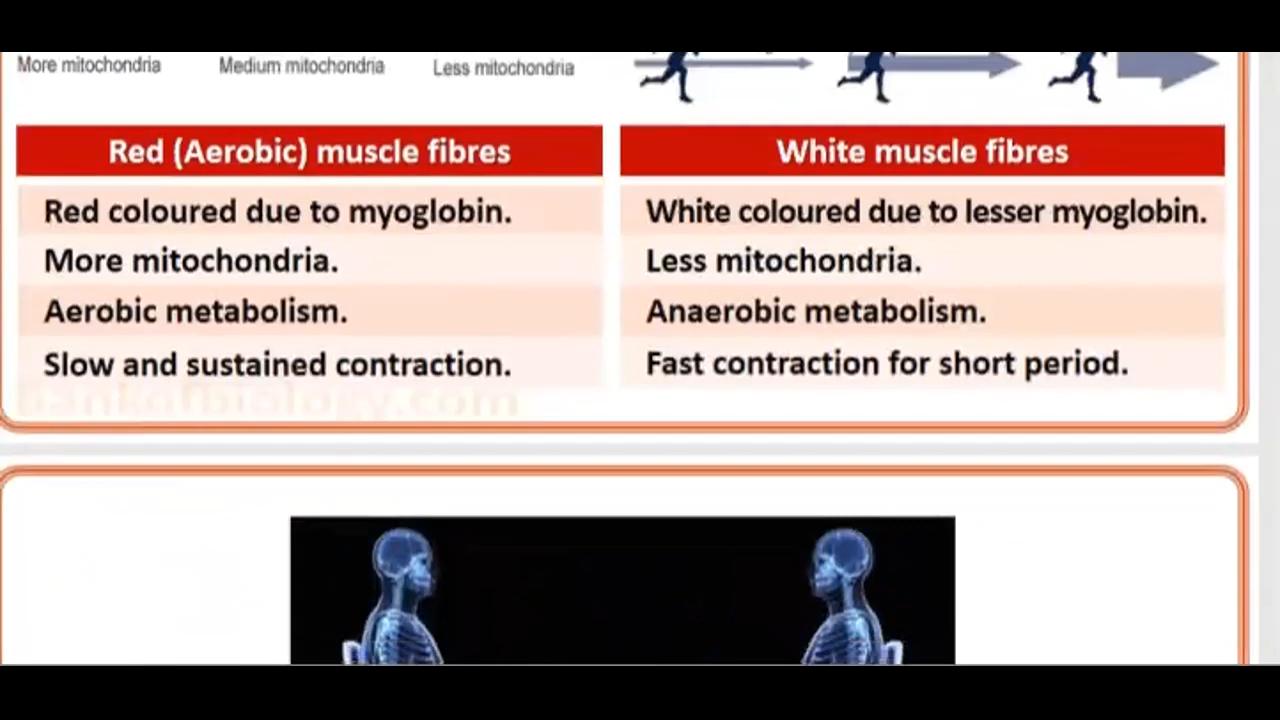 More mitochondria Medium mitochondria Less mitochondria
Red (Aerobic) muscle fibres
Red coloured due to myoglobin.
More mitochondria.
Aerobic metabolism.
Slow and sustained contraction.
White muscle fibres
White coloured due to lesser myoglobin.
Less mitochondria.
Anaerobic metabolism.
Fast contraction for short period.
bankofbiology.com